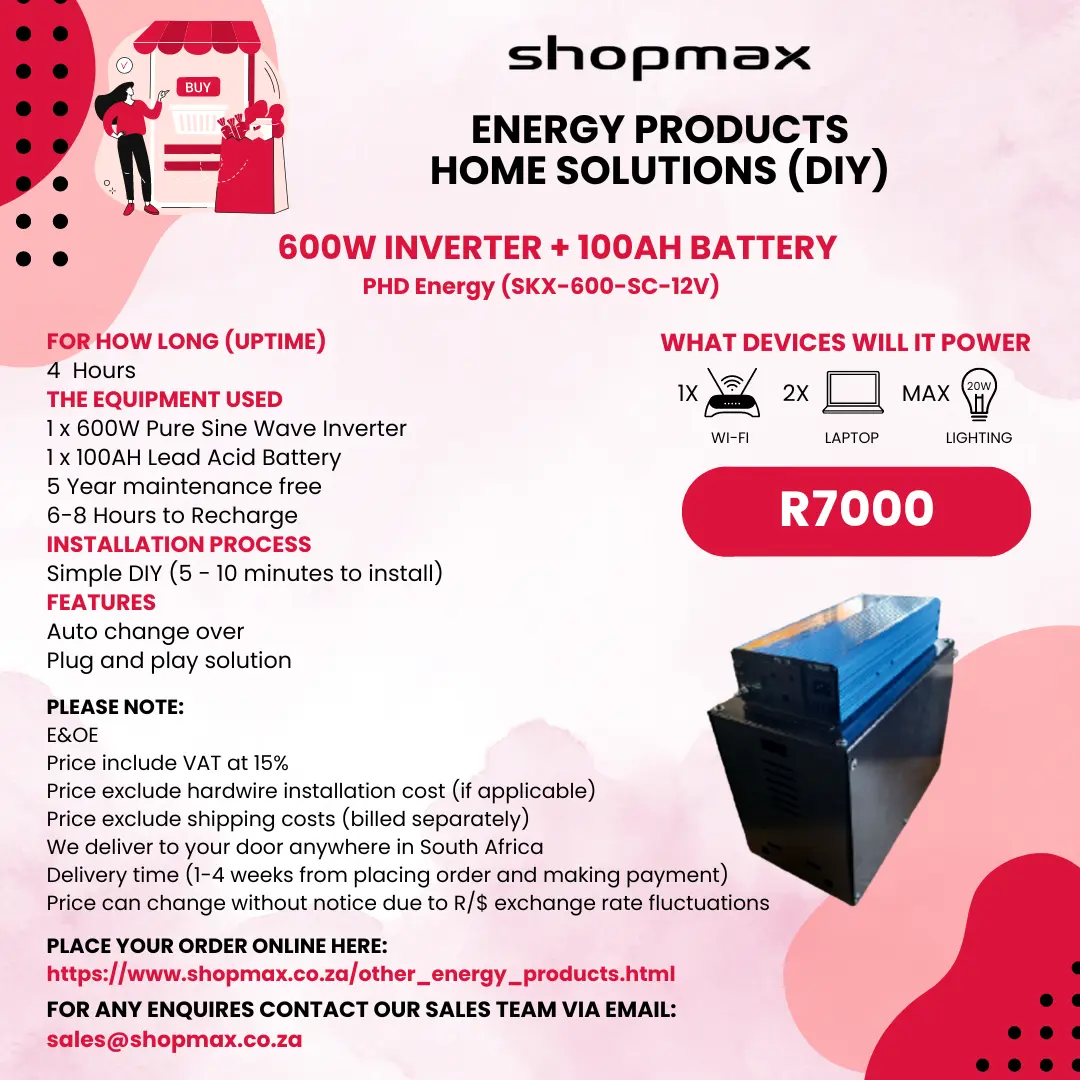 BUY
shopmax
ENERGY PRODUCTS
HOME SOLUTIONS (DIY)
600W INVERTER + 100AH BATTERY
PHD Energy (SKX-600-SC-12V)
FOR HOW LONG (UPTIME)
4 Hours
THE EQUIPMENT USED
1 x 600W Pure Sine Wave Inverter
1 x 100AH Lead Acid Battery
5 Year maintenance free
6-8 Hours to Recharge
INSTALLATION PROCESS
Simple DIY (5 - 10 minutes to install)
FEATURES
Auto change over
Plug and play solution
WHAT DEVICES WILL IT POWER
1X 2X MAX 20W
WI-FI LAPTOP LIGHTING
R7000
PLEASE NOTE:
E&OE
Price include VAT at 15%
Price exclude hardwire installation cost (if applicable)
Price exclude shipping costs (billed separately)
We deliver to your door anywhere in South Africa
Delivery time (1-4 weeks from placing order and making payment)
Price can change without notice due to R/$ exchange rate fluctuations
PLACE YOUR ORDER ONLINE HERE:
https://www.shopmax.co.za/other_energy_products.html
FOR ANY ENQUIRES CONTACT OUR SALES TEAM VIA EMAIL:
sales@shopmax.co.za